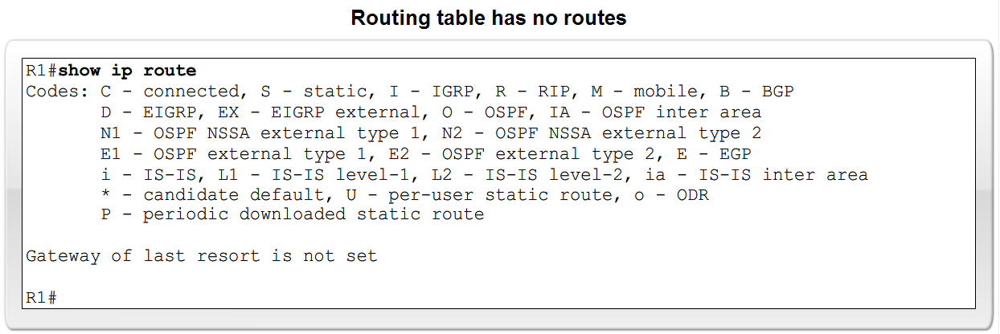 Routing table has no routes
R1#show ip route
Codes: C - connected, S - static, I - IGRP, R - RIP, M - mobile, B - BGP
       D - EIGRP, EX - EIGRP external, O - OSPF, IA - OSPF inter area
       N1 - OSPF NSSA external type 1, N2 - OSPF NSSA external type 2
       E1 - OSPF external type 1, E2 - OSPF external type 2, E - EGP
       i - IS-IS, L1 - IS-IS level-1, L2 - IS-IS level-2, ia - IS-IS inter area
       * - candidate default, U - per-user static route, o - ODR
       P - periodic downloaded static route
Gateway of last resort is not set
R1#